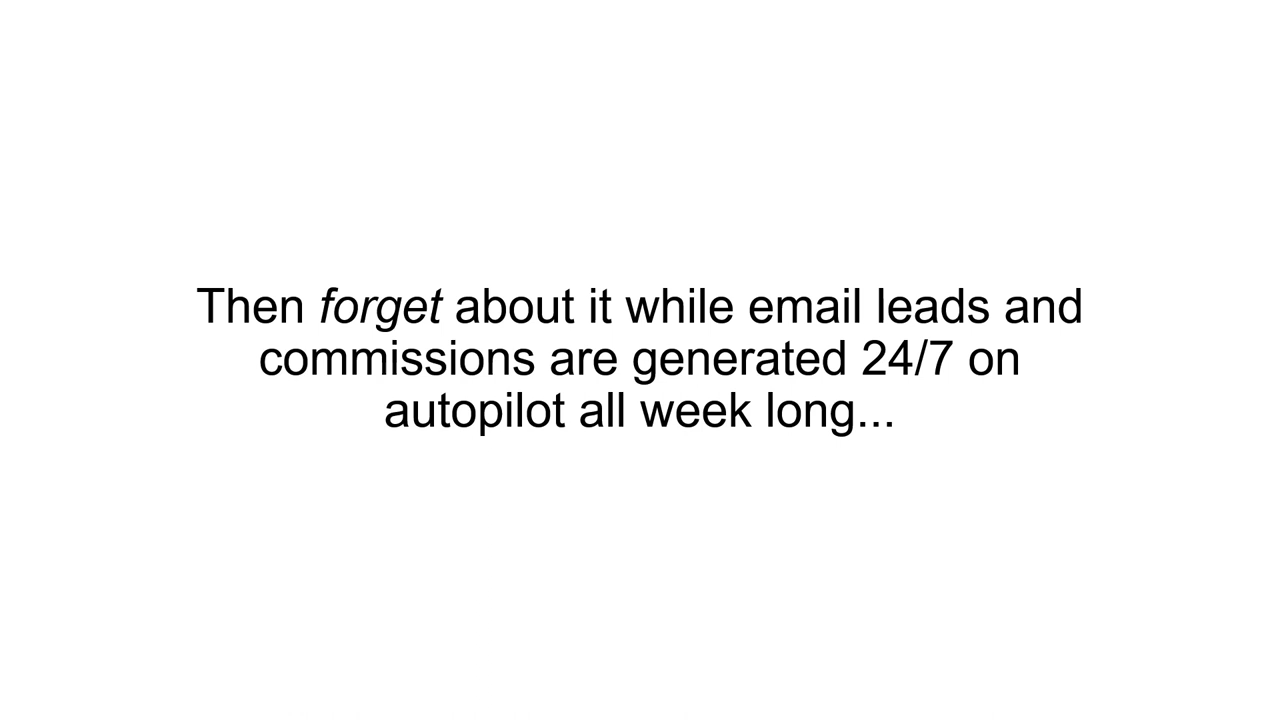 Then forget about it while email leads and
commissions are generated 24/7 on
autopilot all week long...